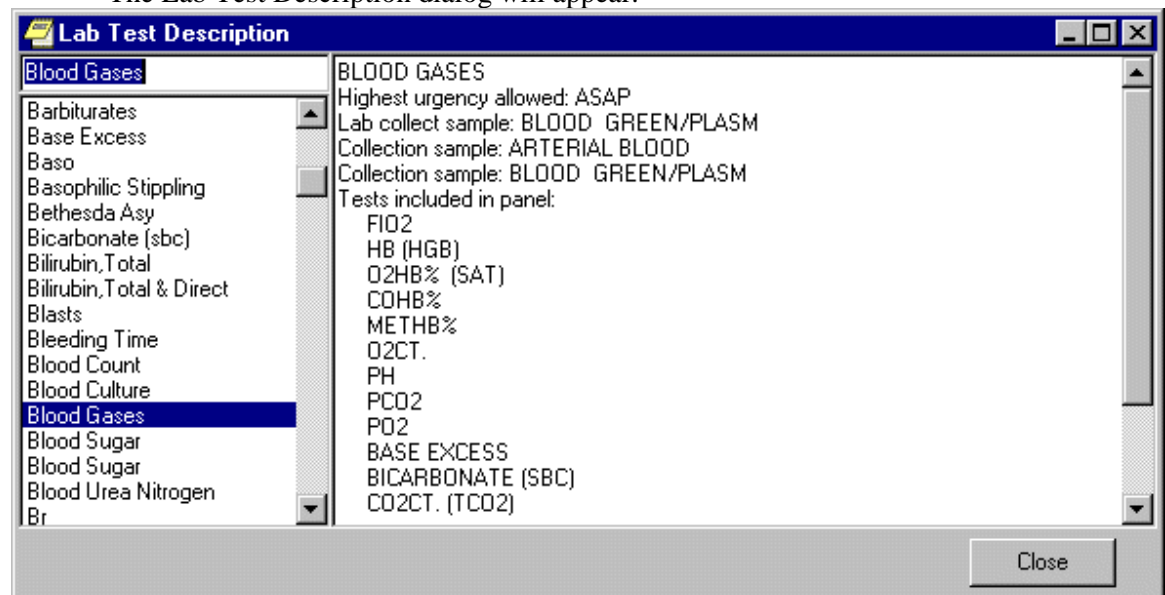 The Lab Test Description dialog will appear.
Lab Test Description
Blood Gases
Barbiturates
Base Excess
Baso
Basophilic Stippling
Bethesda Asy
Bicarbonate (sbc)
Bilirubin,Total
Bilirubin,Total & Direct
Blasts
Bleeding Time
Blood Count
Blood Culture
Blood Gases
Blood Sugar
Blood Sugar
Blood Urea Nitrogen
Br
BLOOD GASES
Highest urgency allowed: ASAP
Lab collect sample: BLOOD  GREEN/PLASM
Collection sample: ARTERIAL BLOOD
Collection sample: BLOOD  GREEN/PLASM
Tests included in panel:
FIO2
HB (HGB)
O2HB%  (SAT)
COHB%
METHB%
O2CT.
PH
PCO2
PO2
BASE EXCESS
BICARBONATE (SBC)
CO2CT. (TCO2)
Close